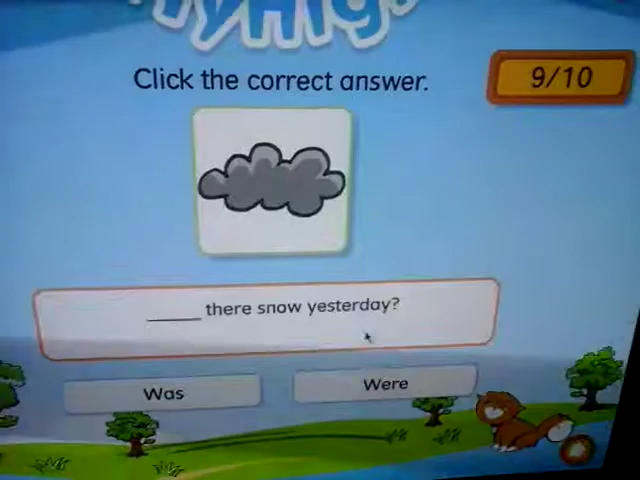 Click the correct answer.
9/10
_____ there snow yesterday?
Was
Were